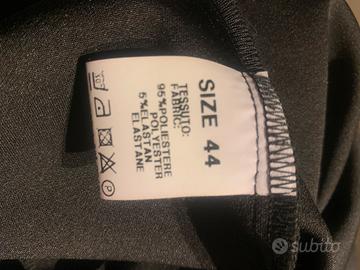 SIZE 44
TESSUTO:
FABRIC:
95%POLIESTERE
POLYESTER
5%ELASTAN
ELASTANE
subito